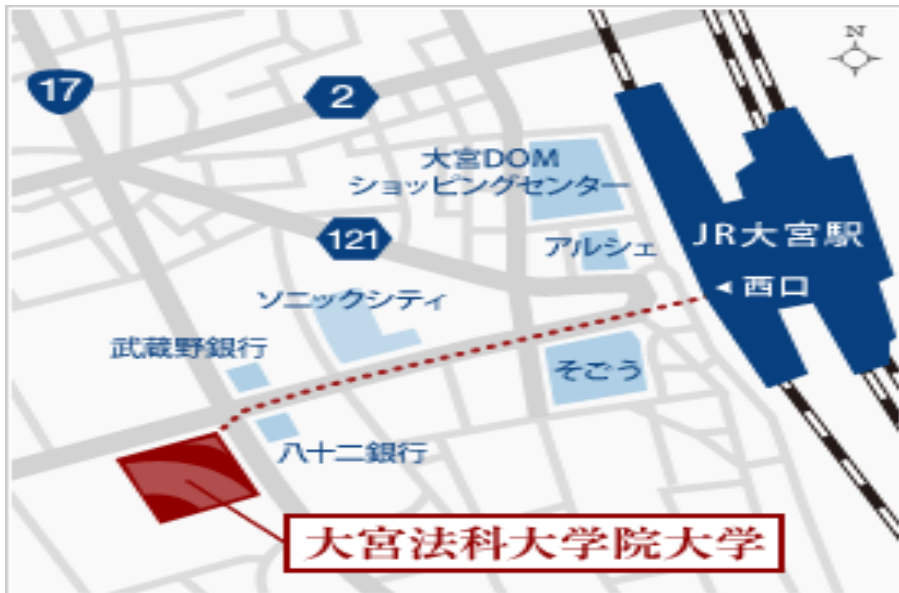 N
17
2
大宮DOM
ショッピングセンター
JR大宮駅
アルシェ
121
西口
ソニックシティ
武蔵野銀行
そごう
八十二銀行
大宮法科大学院大学